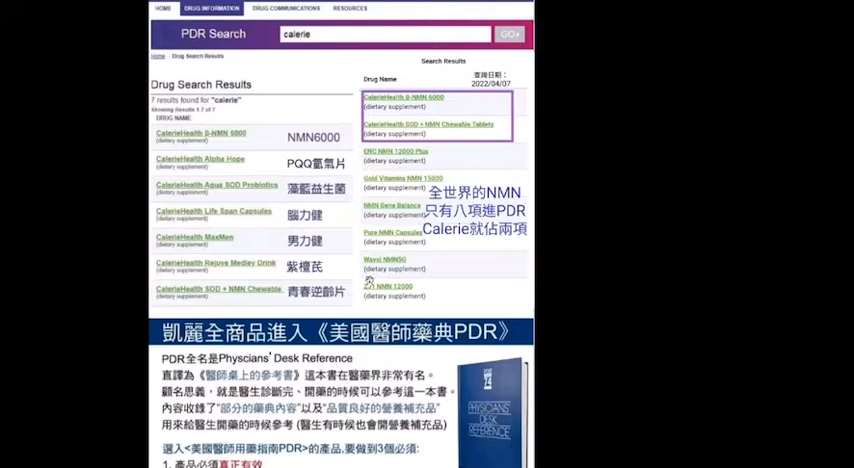 HOME DRUG INFORMATION DRUG COMMUNICATIONS RESOURCES
PDR Search calerie GO
Home Drug Search Results
Drug Search Results
7 results found for "calerie"
Showing Results 1-7 of 7
DRUG NAME
CalerieHealth β-NMN 6000
(dietary supplement)
NMN6000
CalerieHealth Alpha Hope
(dietary supplement)
PQQ氫氣片
CalerieHealth Aqua SOD Probiotics
(dietary supplement)
藻藍益生菌
CalerieHealth Life Span Capsules
(dietary supplement)
腦力健
CalerieHealth MaxMen
(dietary supplement)
男力健
CalerieHealth Rejuve Medley Drink
(dietary supplement)
紫檀芪
CalerieHealth SOD + NMN Chewable
(dietary supplement)
青春逆齡片
Search Results
Drug Name
查詢日期：
2022/04/07
CalerieHealth β-NMN 6000
(dietary supplement)
CalerieHealth SOD + NMN Chewable Tablets
(dietary supplement)
ENC NMN 12000 Plus
(dietary supplement)
Gold Vitamins NMN 15000
(dietary supplement)
NMN Gene Balance
(dietary supplement)
Pure NMN Capsules
(dietary supplement)
(dietary supplement)
NMN 12000
(dietary supplement)
全世界的NMN
只有八項進PDR
Calerie就佔兩項
凱麗全商品進入《美國醫師藥典PDR》
PDR全名是Physcians' Desk Reference
直譯為《醫師桌上的參考書》這本書在醫藥界非常有名。
顧名思義，就是醫生診斷完、開藥的時候可以參考這一本書。
內容收錄了"部分的藥典內容"以及"品質良好的營養補充品"
用來給醫生開藥的時候參考 (醫生有時候也會開營養補充品)
選入<美國醫師用藥指南PDR>的產品,要做到3個必須:
1. 產品必須真正有效
PHYSICIANS'
DESK
REFERENCE